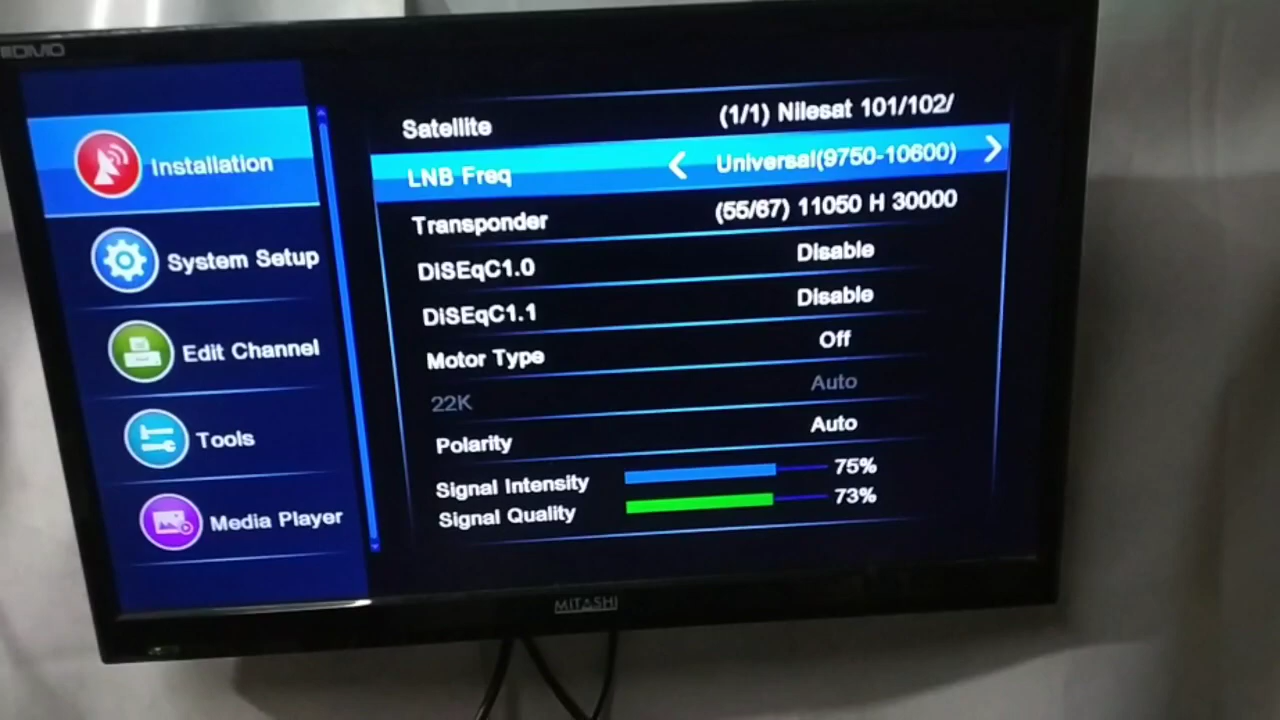 Installation
System Setup
Edit Channel
Tools
Media Player
Satellite (1/1) Nilesat 101/102/
LNB Freq Universal(9750-10600)
Transponder (55/67) 11050 H 30000
DiSEqC1.0 Disable
DiSEqC1.1 Disable
Motor Type Off
22K Auto
Polarity Auto
Signal Intensity 75%
Signal Quality 73%
MITASHI